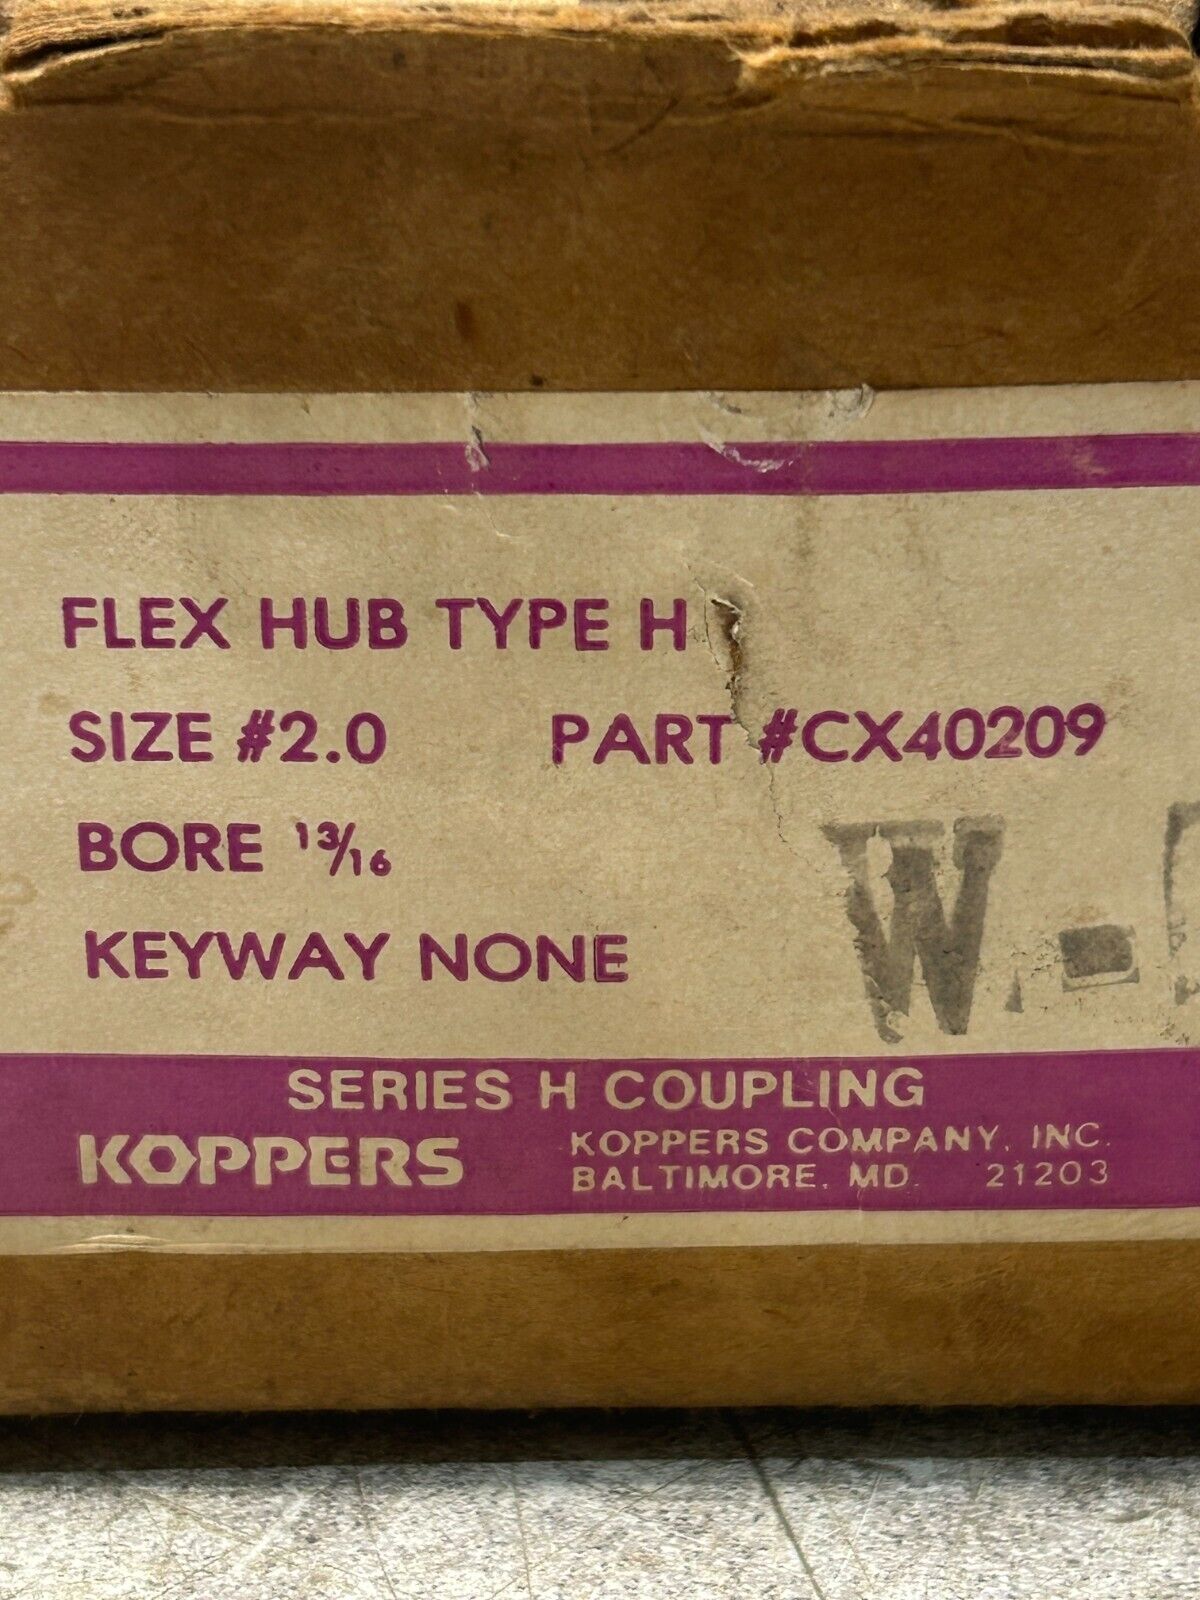 FLEX HUB TYPE H
SIZE #2.0 PART #CX40209
BORE 13/16
KEYWAY NONE
W.-
SERIES H COUPLING
KOPPERS
KOPPERS COMPANY, INC.
BALTIMORE, MD. 21203